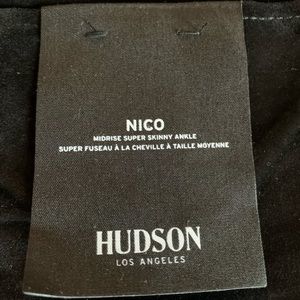 NICO
MIDRISE SUPER SKINNY ANKLE
SUPER FUSEAU À LA CHEVILLE À TAILLE MOYENNE
HUDSON
LOS ANGELES